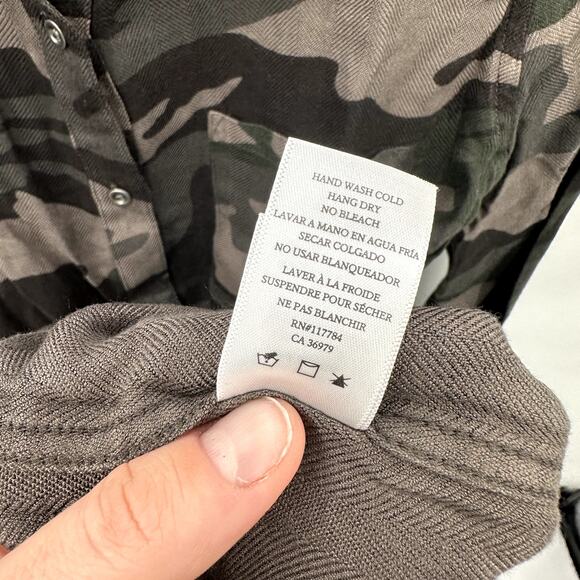 HAND WASH COLD
HANG DRY
NO BLEACH
LAVAR A MANO EN AGUA FRÍA
SECAR COLGADO
NO USAR BLANQUEADOR
LAVER À LA FROIDE
SUSPENDRE POUR SÉCHER
NE PAS BLANCHIR
RN#117784
CA 36979